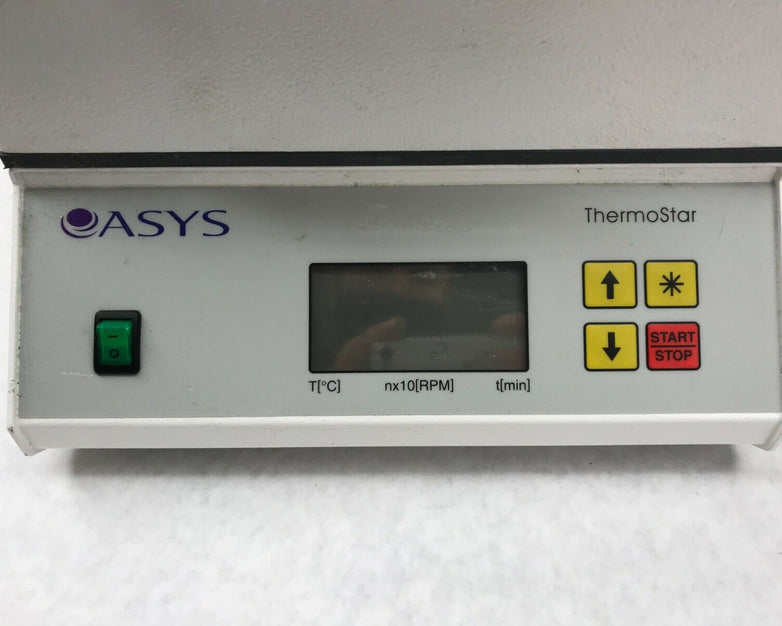 ASYS
ThermoStar
START
STOP
T[°C]
nx10[RPM]
t[min]